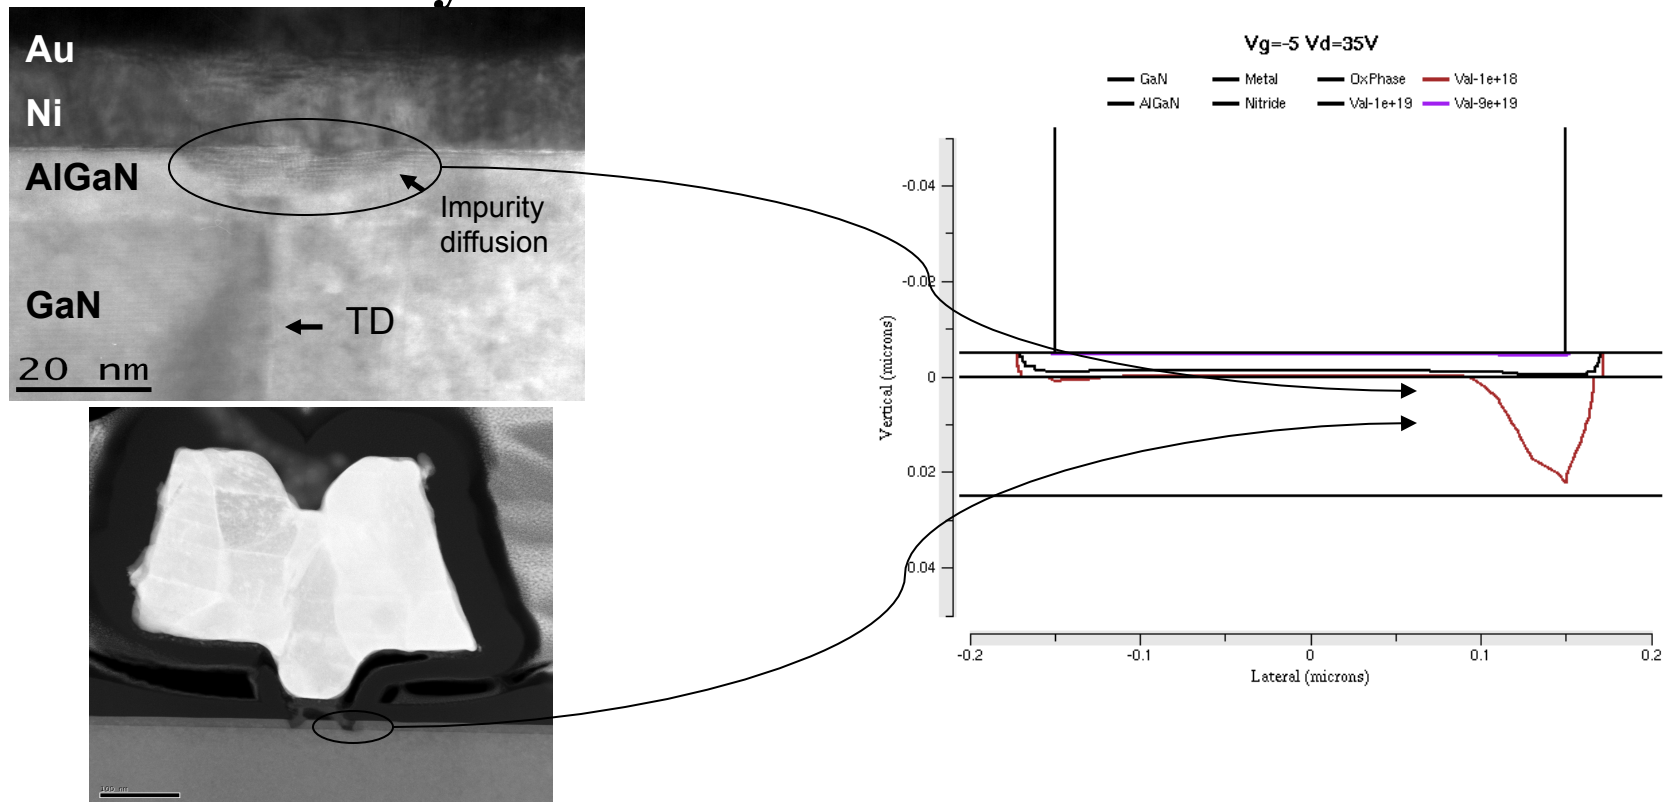 Au
Ni
AlGaN
Impurity
diffusion
GaN
TD
20 nm
100 nm
Vg=-5 Vd=35V
GaN Metal OxPhase Val-1e+18
AlGaN Nitride Val-1e+19 Val-9e+19
-0.04
-0.02
0
0.02
0.04
Vertical (microns)
-0.2 -0.1 0 0.1 0.2
Lateral (microns)